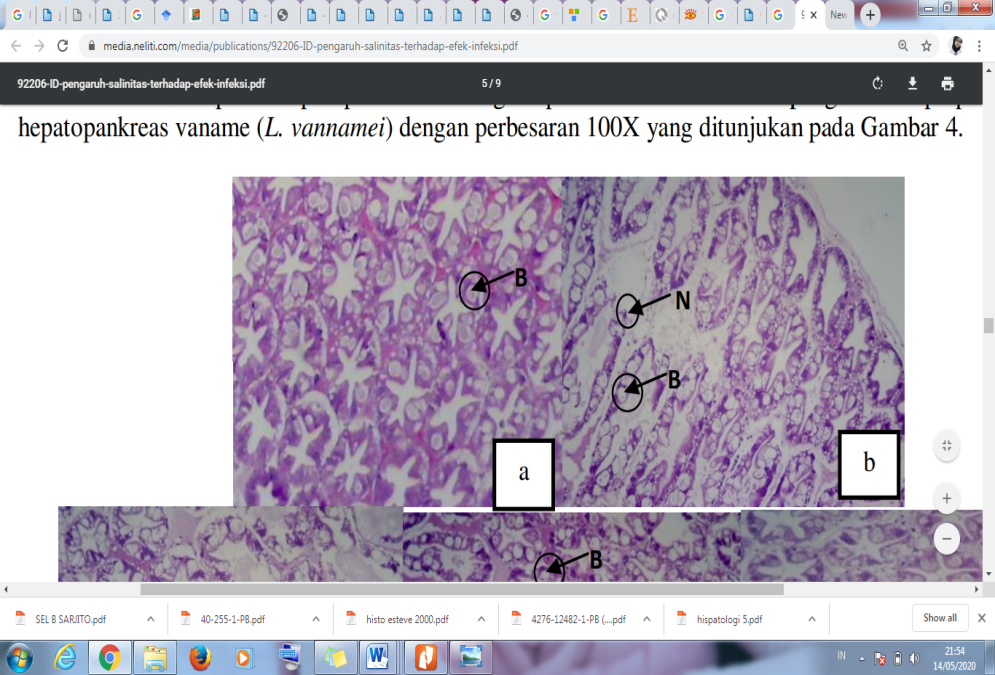 New
media.neliti.com/media/publications/92206-ID-pengaruh-salinitas-terhadap-efek-infeksi.pdf
92206-ID-pengaruh-salinitas-terhadap-efek-infeksi.pdf
5 / 9
hepatopankreas vaname (L. vannamei) dengan perbesaran 100X yang ditunjukan pada Gambar 4.
B
N
B
a
b
B
SEL B SARJITO.pdf
40-255-1-PB.pdf
histo esteve 2000.pdf
4276-12482-1-PB (....pdf
hispatologi 5.pdf
Show all
IN
21:54
14/05/2020